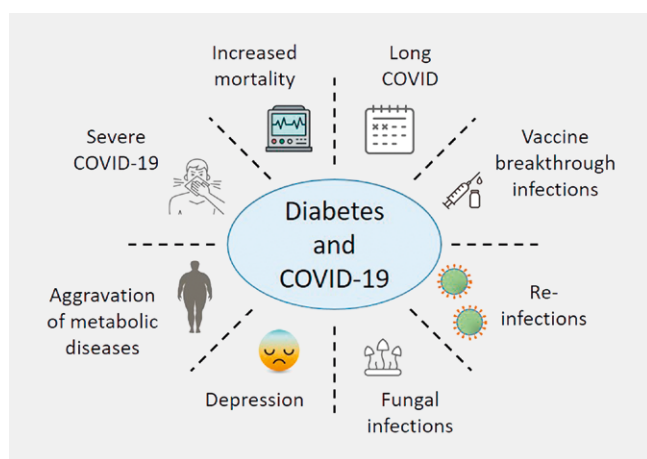 Increased
mortality
Long
COVID
Severe
COVID-19
Vaccine
breakthrough
infections
Diabetes
and
COVID-19
Aggravation
of metabolic
diseases
Re-
infections
Depression
Fungal
infections